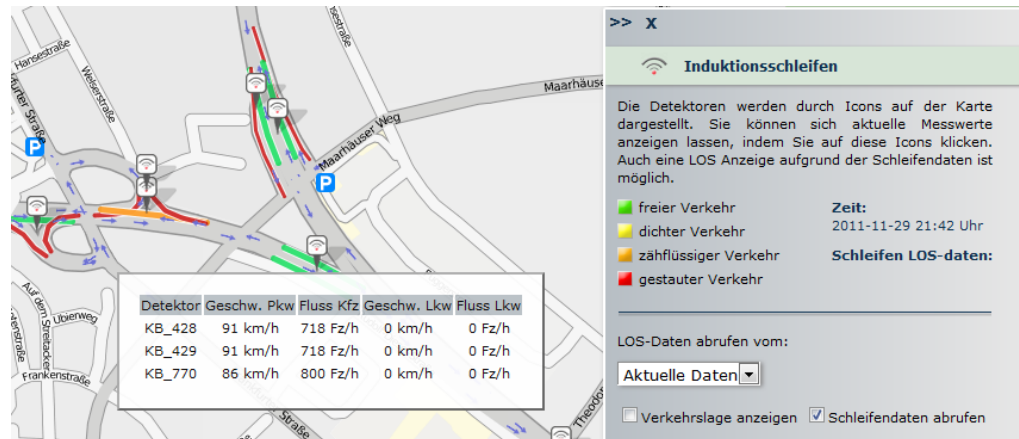 Hansestraße
Weiserstraße
furter Straße
P
Maarhäuser Weg
P
Maarhäuse
Auf dem Streitacker
Ubierweg
Frankenstraße
Straße
Theodo
Detektor Geschw. Pkw Fluss Kfz Geschw. Lkw Fluss Lkw
KB_428 91 km/h 718 Fz/h 0 km/h 0 Fz/h
KB_429 91 km/h 718 Fz/h 0 km/h 0 Fz/h
KB_770 86 km/h 800 Fz/h 0 km/h 0 Fz/h
>> X
Induktionsschleifen
Die Detektoren werden durch Icons auf der Karte
dargestellt. Sie können sich aktuelle Messwerte
anzeigen lassen, indem Sie auf diese Icons klicken.
Auch eine LOS Anzeige aufgrund der Schleifendaten ist
möglich.
freier Verkehr
dichter Verkehr
zähflüssiger Verkehr
gestauter Verkehr
Zeit:
2011-11-29 21:42 Uhr
Schleifen LOS-daten:
LOS-Daten abrufen vom:
Aktuelle Daten
Verkehrslage anzeigen Schleifendaten abrufen